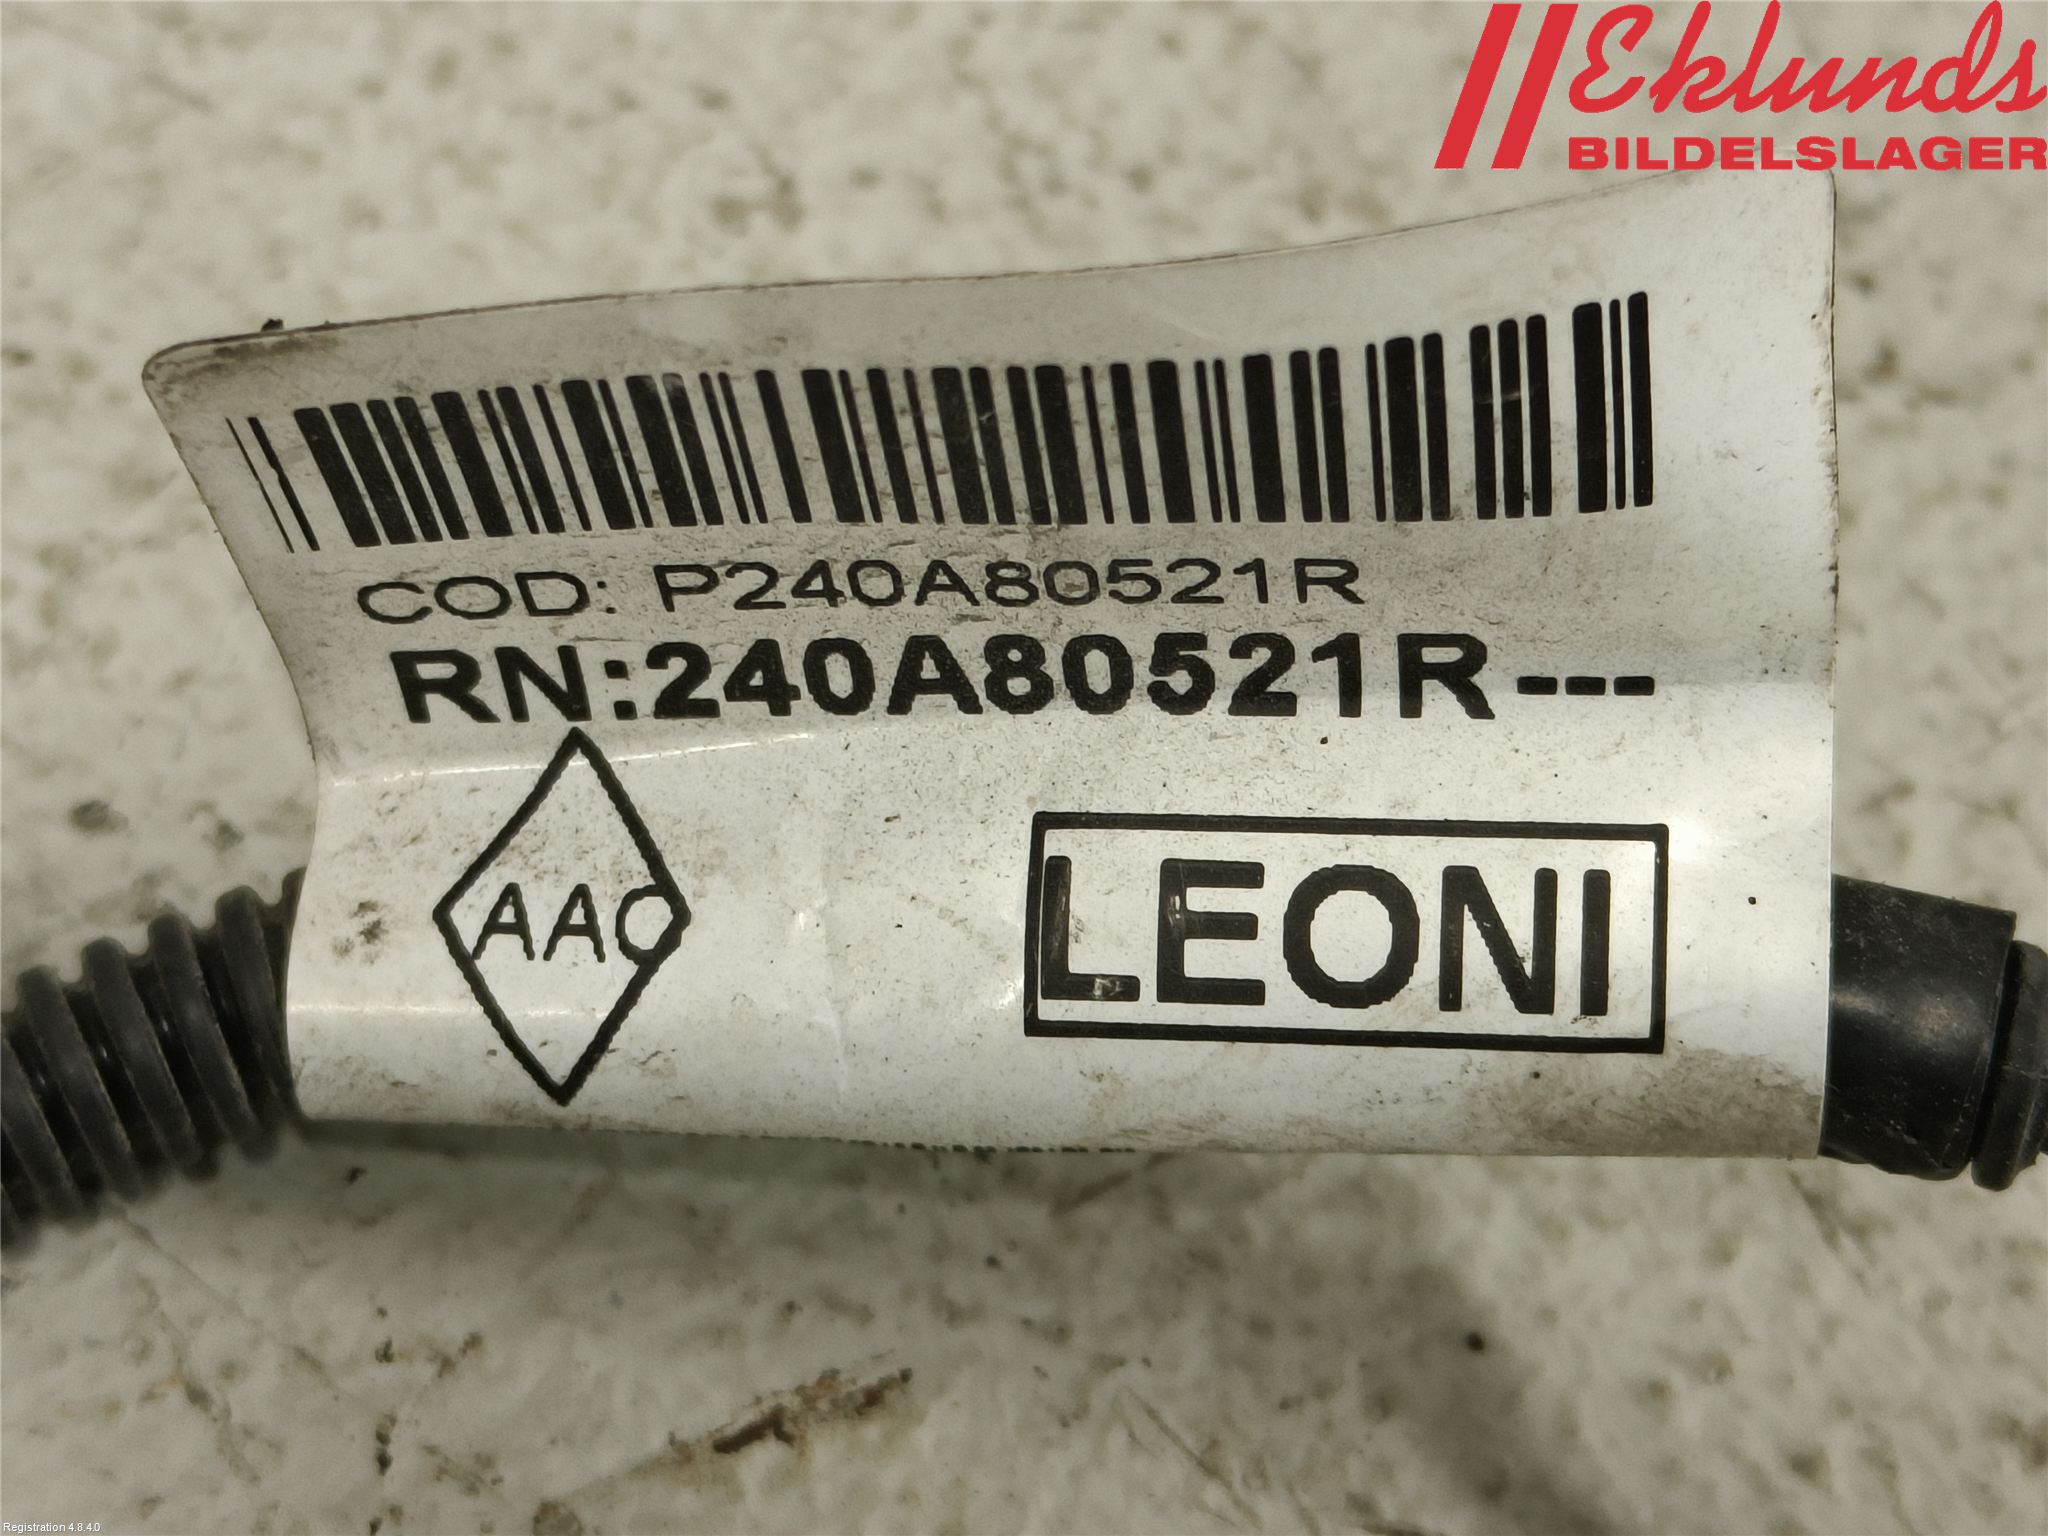 Eklunds
BILDELSLAGER
COD: P240A80521R
RN:240A80521R---
AAC
LEONI
Registration 4.8.4.0